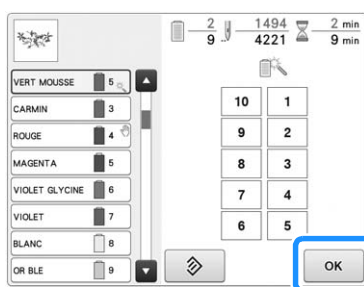 2 1494 2 min
9 4221 9 min
VERT MOUSSE 5
CARMIN 3
ROUGE 4
MAGENTA 5
VIOLET GLYCINE 6
VIOLET 7
BLANC 8
OR BLE 9
10 1
9 2
8 3
7 4
6 5
OK